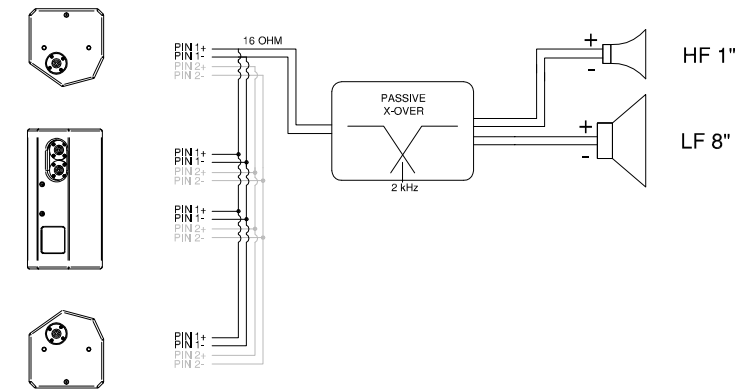 PIN 1+
PIN 1-
PIN 2+
PIN 2-
16 OHM
PASSIVE
X-OVER
2 kHz
+
-
HF 1"
+
-
LF 8"
PIN 1+
PIN 1-
PIN 2+
PIN 2-
PIN 1+
PIN 1-
PIN 2+
PIN 2-
PIN 1+
PIN 1-
PIN 2+
PIN 2-